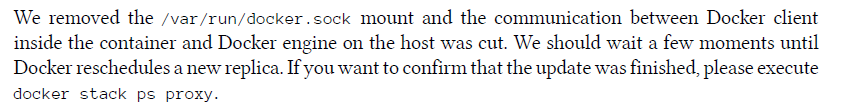 We removed the /var/run/docker.sock mount and the communication between Docker client
inside the container and Docker engine on the host was cut. We should wait a few moments until
Docker reschedules a new replica. If you want to confirm that the update was finished, please execute
docker stack ps proxy.